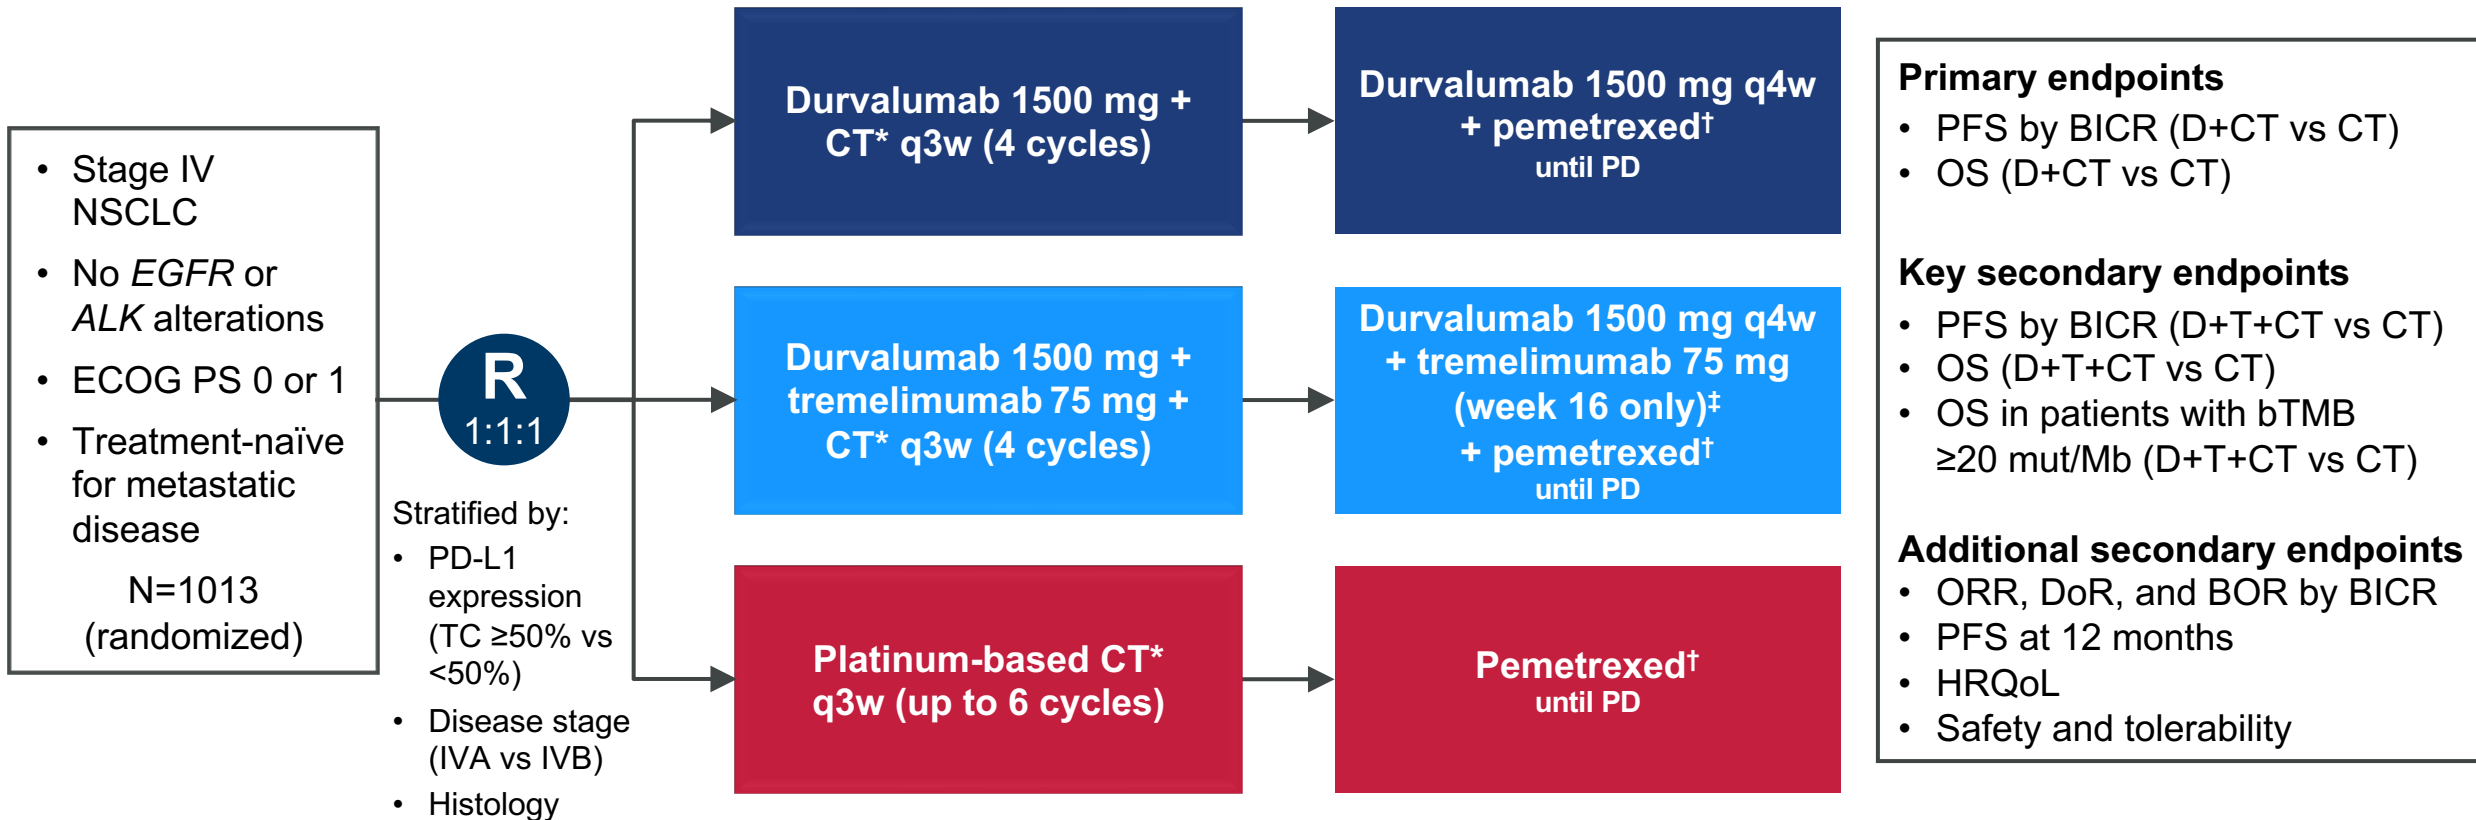 • Stage IV
NSCLC
• No EGFR or
ALK alterations
• ECOG PS 0 or 1
• Treatment-naïve
for metastatic
disease
N=1013
(randomized)
R
1:1:1
Stratified by:
• PD-L1
expression
(TC ≥50% vs
<50%)
• Disease stage
(IVA vs IVB)
• Histology
Durvalumab 1500 mg +
CT* q3w (4 cycles)
Durvalumab 1500 mg q4w
+ pemetrexed†
until PD
Durvalumab 1500 mg +
tremelimumab 75 mg +
CT* q3w (4 cycles)
Durvalumab 1500 mg q4w
+ tremelimumab 75 mg
(week 16 only)‡
+ pemetrexed†
until PD
Platinum-based CT*
q3w (up to 6 cycles)
Pemetrexed†
until PD
Primary endpoints
• PFS by BICR (D+CT vs CT)
• OS (D+CT vs CT)
Key secondary endpoints
• PFS by BICR (D+T+CT vs CT)
• OS (D+T+CT vs CT)
• OS in patients with bTMB
≥20 mut/Mb (D+T+CT vs CT)
Additional secondary endpoints
• ORR, DoR, and BOR by BICR
• PFS at 12 months
• HRQoL
• Safety and tolerability